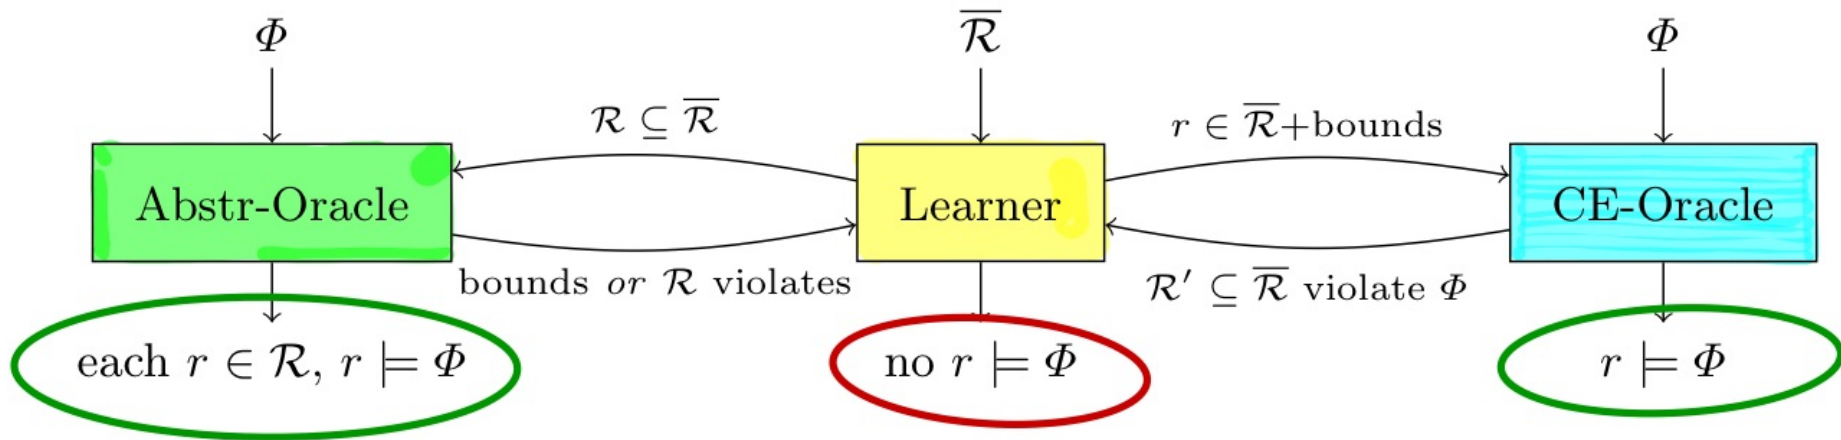 Φ
R̅
Φ
R ⊆ R̅
r ∈ R̅+bounds
Abstr-Oracle
Learner
CE-Oracle
bounds or R violates
R′ ⊆ R̅ violate Φ
each r ∈ R, r ⊨ Φ
no r ⊨ Φ
r ⊨ Φ